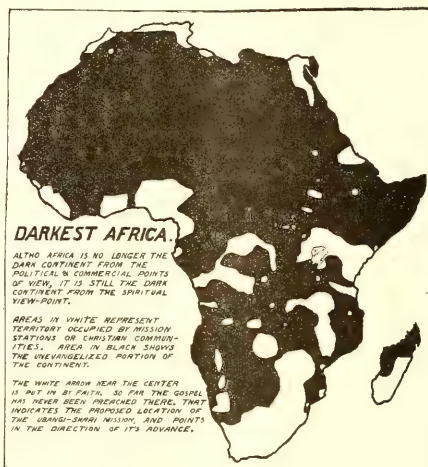 DARKEST AFRICA.
ALTHO AFRICA IS NO LONGER THE
DARK CONTINENT FROM THE
POLITICAL & COMMERCIAL POINTS
OF VIEW, IT IS STILL THE DARK
CONTINENT FROM THE SPIRITUAL
VIEW-POINT.
AREAS IN WHITE REPRESENT
TERRITORY OCCUPIED BY MISSION
STATIONS OR CHRISTIAN COMMUN-
ITIES. AREA IN BLACK SHOWS
THE UNEVANGELIZED PORTION OF
THE CONTINENT.
THE WHITE ARROW NEAR THE CENTER
IS PUT IN BY FAITH. SO FAR THE GOSPEL
HAS NEVER BEEN PREACHED THERE. THAT
INDICATES THE PROPOSED LOCATION OF
THE UBANGI-SHARI MISSION, AND POINTS
IN THE DIRECTION OF IT'S ADVANCE.